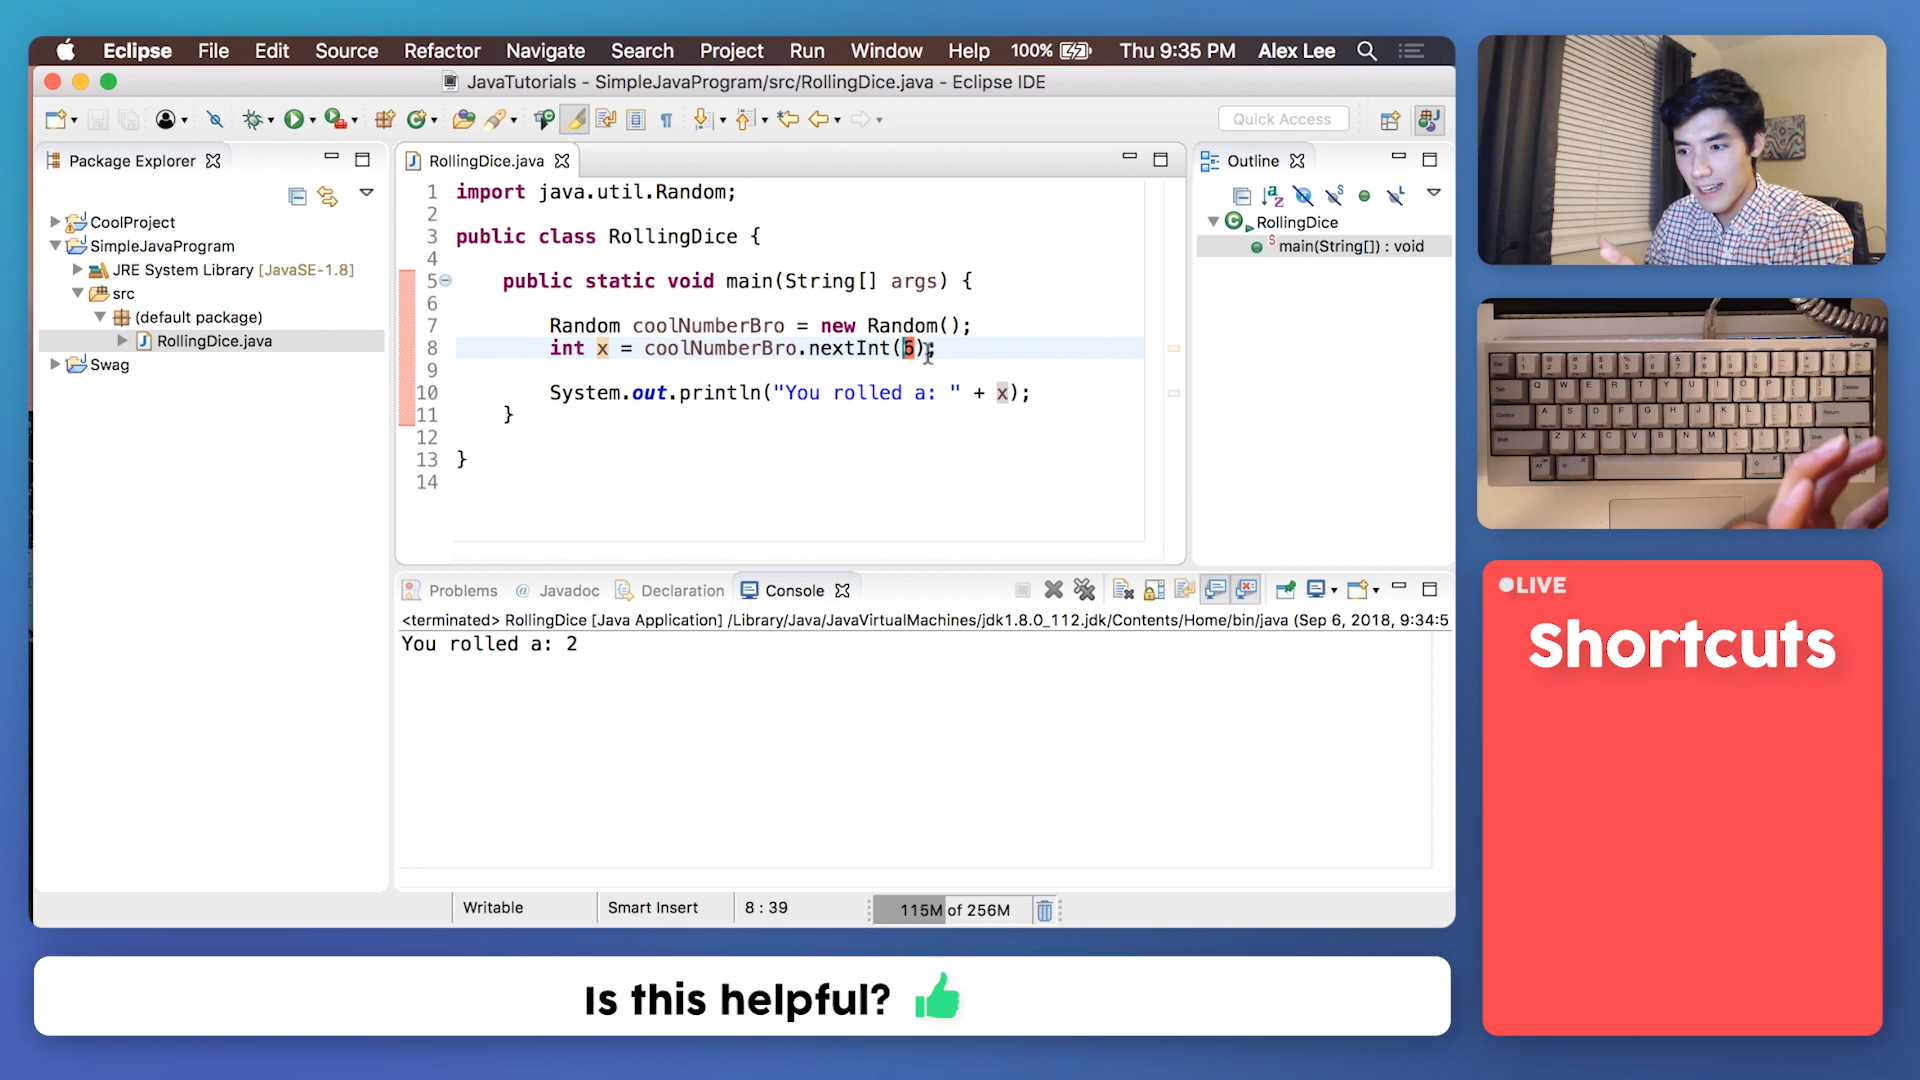 Eclipse File Edit Source Refactor Navigate Search Project Run Window Help 100% Thu 9:35 PM Alex Lee
JavaTutorials - SimpleJavaProgram/src/RollingDice.java - Eclipse IDE
Quick Access
Package Explorer
CoolProject
SimpleJavaProgram
JRE System Library [JavaSE-1.8]
src
(default package)
RollingDice.java
Swag
RollingDice.java
1 import java.util.Random;
2
3 public class RollingDice {
4
5 public static void main(String[] args) {
6
7 Random coolNumberBro = new Random();
8 int x = coolNumberBro.nextInt(6);
9
10 System.out.println("You rolled a: " + x);
11 }
12
13 }
14
Outline
RollingDice
main(String[]) : void
Problems Javadoc Declaration Console
<terminated> RollingDice [Java Application] /Library/Java/JavaVirtualMachines/jdk1.8.0_112.jdk/Contents/Home/bin/java (Sep 6, 2018, 9:34:5
You rolled a: 2
Writable Smart Insert 8 : 39 115M of 256M
Is this helpful?
LIVE
Shortcuts